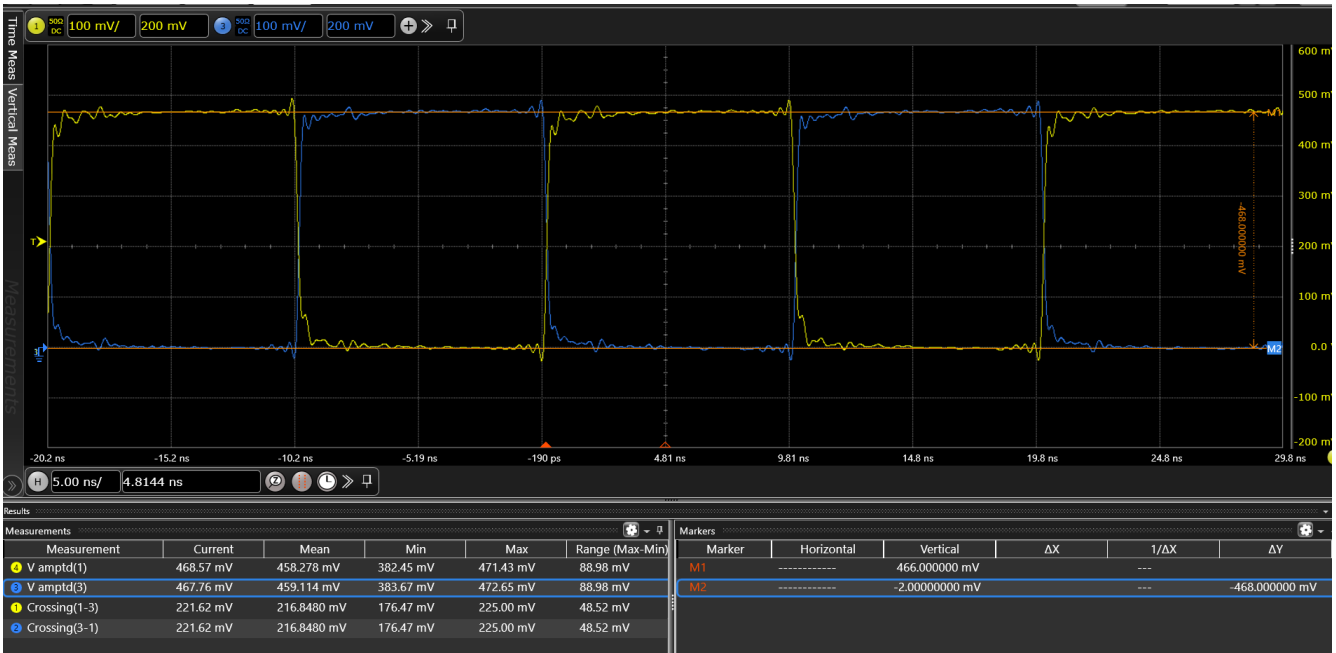 Time Meas
Vertical Meas
Measurements
1 50Ω DC 100 mV/ 200 mV 3 50Ω DC 100 mV/ 200 mV
600 m
500 m
400 m
300 m
200 m
100 m
0.0
-100 m
-200 m
M1
-468.000000 mV
M2
T
-20.2 ns -15.2 ns -10.2 ns -5.19 ns -190 ps 4.81 ns 9.81 ns 14.8 ns 19.8 ns 24.8 ns 29.8 ns
H 5.00 ns/ 4.8144 ns
Results
Measurements
Measurement Current Mean Min Max Range (Max-Min)
4 V amptd(1) 468.57 mV 458.278 mV 382.45 mV 471.43 mV 88.98 mV
3 V amptd(3) 467.76 mV 459.114 mV 383.67 mV 472.65 mV 88.98 mV
1 Crossing(1-3) 221.62 mV 216.8480 mV 176.47 mV 225.00 mV 48.52 mV
2 Crossing(3-1) 221.62 mV 216.8480 mV 176.47 mV 225.00 mV 48.52 mV
Markers
Marker Horizontal Vertical ΔX 1/ΔX ΔY
M1 ------------ 466.000000 mV ---
M2 ------------ -2.00000000 mV --- -468.000000 mV